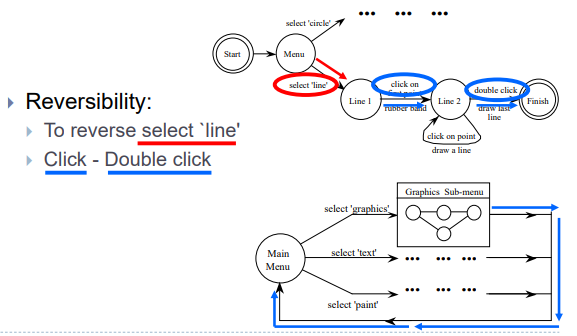 Reversibility:
To reverse select `line'
Click - Double click
select 'circle'
Start
Menu
select 'line'
click on
rubber band
Line 1
Line 2
double click
draw last
line
Finish
click on point
draw a line
Graphics Sub-menu
select 'graphics'
Main
Menu
select 'text'
select 'paint'